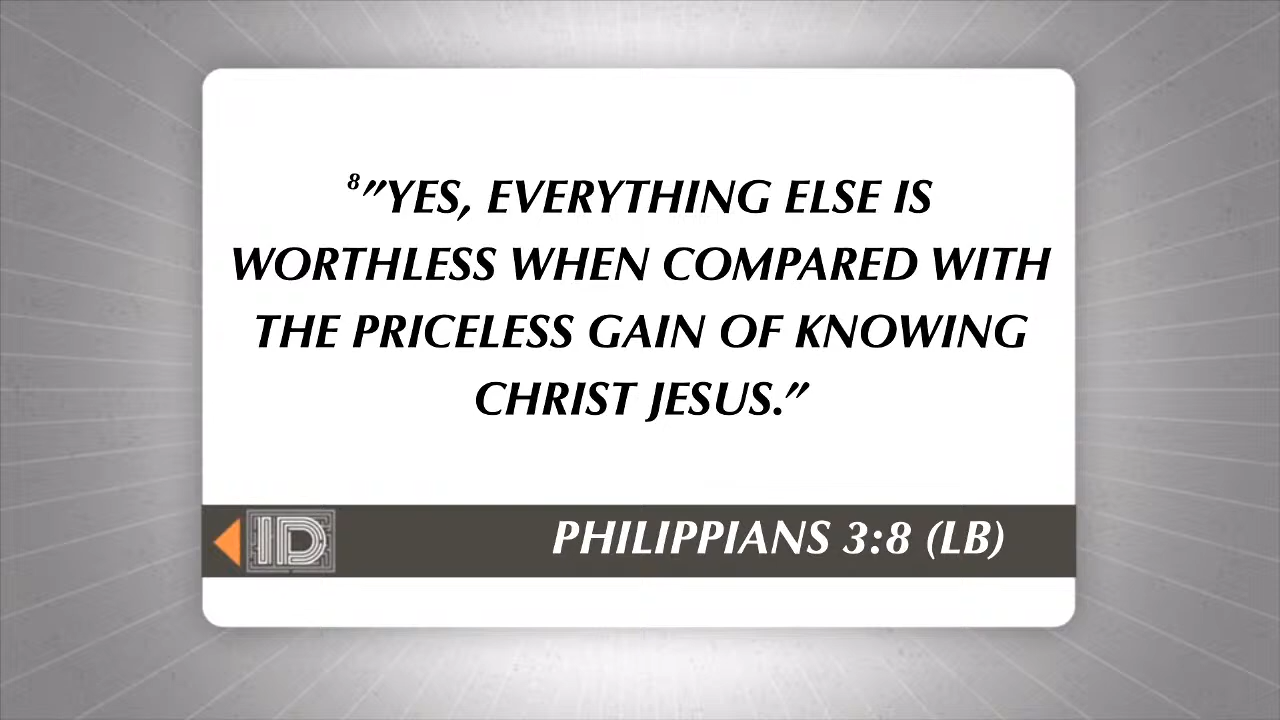 ⁸"YES, EVERYTHING ELSE IS
WORTHLESS WHEN COMPARED WITH
THE PRICELESS GAIN OF KNOWING
CHRIST JESUS."
ID
PHILIPPIANS 3:8 (LB)